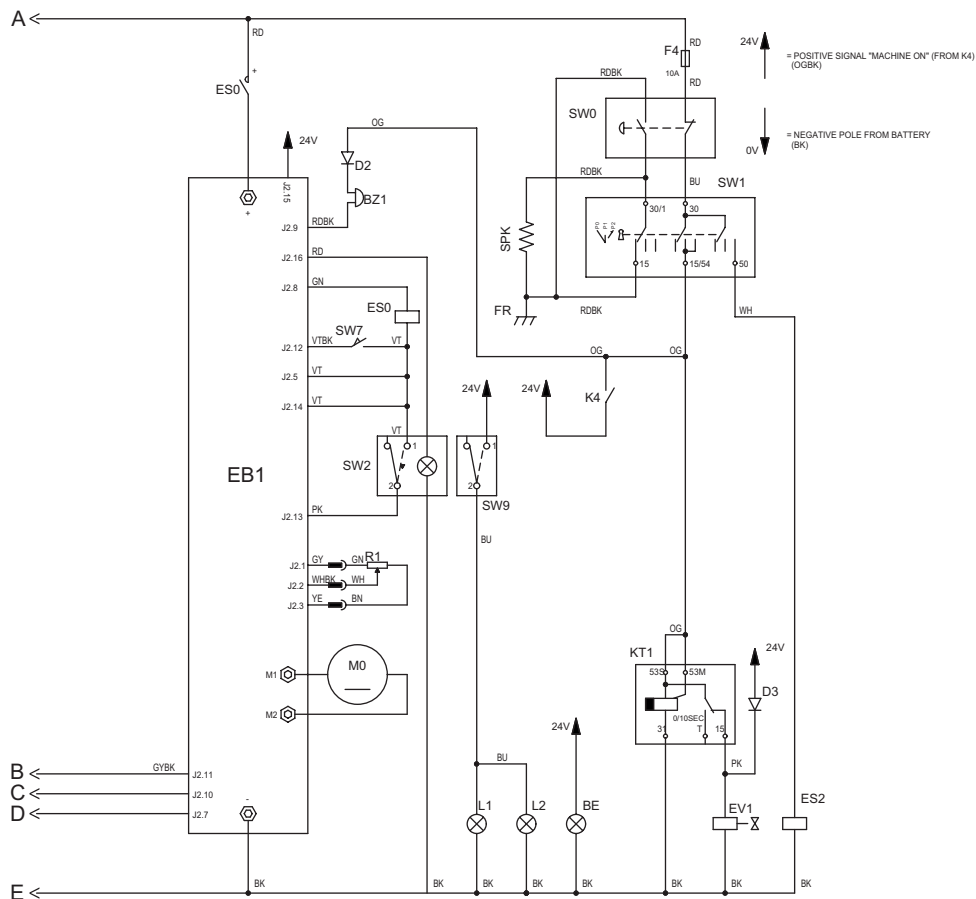 A
RD
F4
RD
10A
RD
24V
= POSITIVE SIGNAL "MACHINE ON" (FROM K4)
(OGBK)
+
ES0
RDBK
SW0
0V
= NEGATIVE POLE FROM BATTERY
(BK)
24V
OG
D2
BZ1
RDBK
BU
SW1
J2.15
+
J2.9
RDBK
30/1
30
P0
P1
P2
SPK
J2.16
RD
15
15/54
50
J2.8
GN
ES0
FR
RDBK
WH
SW7
J2.12
VTBK
VT
OG
OG
J2.5
VT
24V
24V
K4
J2.14
VT
VT
1
1
SW2
2
2
EB1
SW9
J2.13
PK
BU
J2.1
GY
GN
R1
J2.2
WHBK
WH
J2.3
YE
BN
OG
KT1
24V
M1
M0
53S
53M
D3
M2
0/10SEC
31
T
15
24V
BU
PK
B
GYBK
J2.11
C
J2.10
D
J2.7
-
L1
L2
BE
EV1
ES2
E
BK
BK
BK
BK
BK
BK
BK
BK